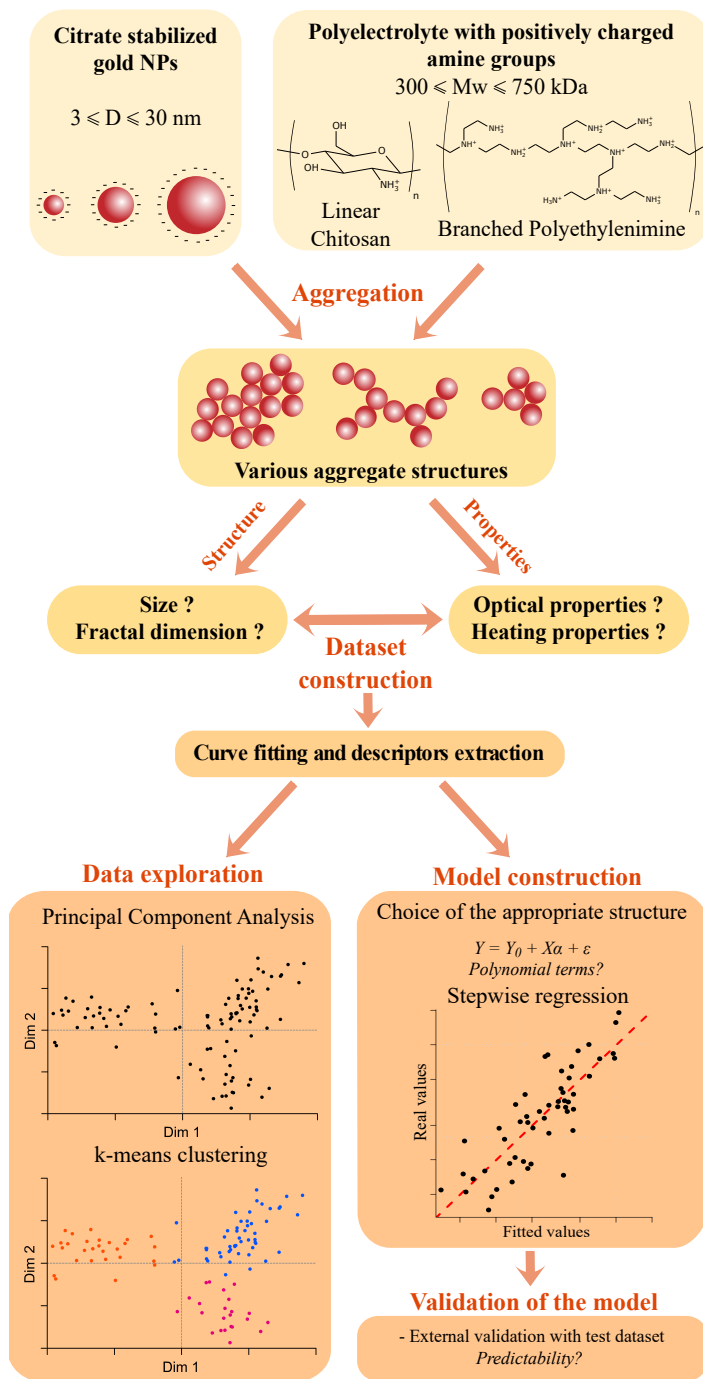 Citrate stabilized
gold NPs
3 ⩽ D ⩽ 30 nm
Polyelectrolyte with positively charged
amine groups
300 ⩽ Mw ⩽ 750 kDa
OH
O
O
HO
NH₃⁺
n
Linear
Chitosan
NH₃⁺
NH₂⁺
NH₃⁺
NH⁺
NH₂⁺
NH⁺
NH⁺
NH₂⁺
NH⁺
H₃N⁺
NH₃⁺
n
Branched Polyethylenimine
Aggregation
Various aggregate structures
Structure
Properties
Size ?
Fractal dimension ?
Optical properties ?
Heating properties ?
Dataset
construction
Curve fitting and descriptors extraction
Data exploration
Principal Component Analysis
Dim 2
Dim 1
k-means clustering
Dim 2
Dim 1
Model construction
Choice of the appropriate structure
Y = Y₀ + Xα + ε
Polynomial terms?
Stepwise regression
Real values
Fitted values
Validation of the model
- External validation with test dataset
Predictability?